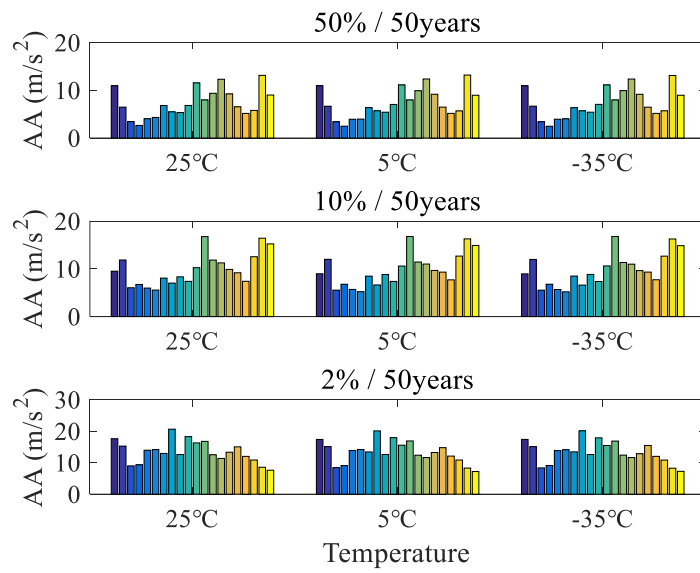 50% / 50years
AA (m/s²)
20
10
0
25℃ 5℃ -35℃
10% / 50years
AA (m/s²)
20
10
0
25℃ 5℃ -35℃
2% / 50years
AA (m/s²)
30
20
10
0
25℃ 5℃ -35℃
Temperature